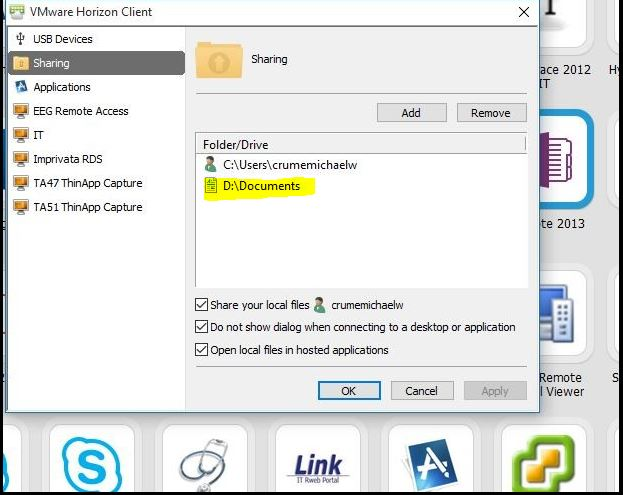 VMware Horizon Client
USB Devices
Sharing
Applications
EEG Remote Access
IT
Imprivata RDS
TA47 ThinApp Capture
TA51 ThinApp Capture
Sharing
Add
Remove
Folder/Drive
C:\Users\crumemichaelw
D:\Documents
Share your local files crumemichaelw
Do not show dialog when connecting to a desktop or application
Open local files in hosted applications
OK
Cancel
Apply
ace 2012
IT
te 2013
Remote
l Viewer
Link
IT Rweb Portal